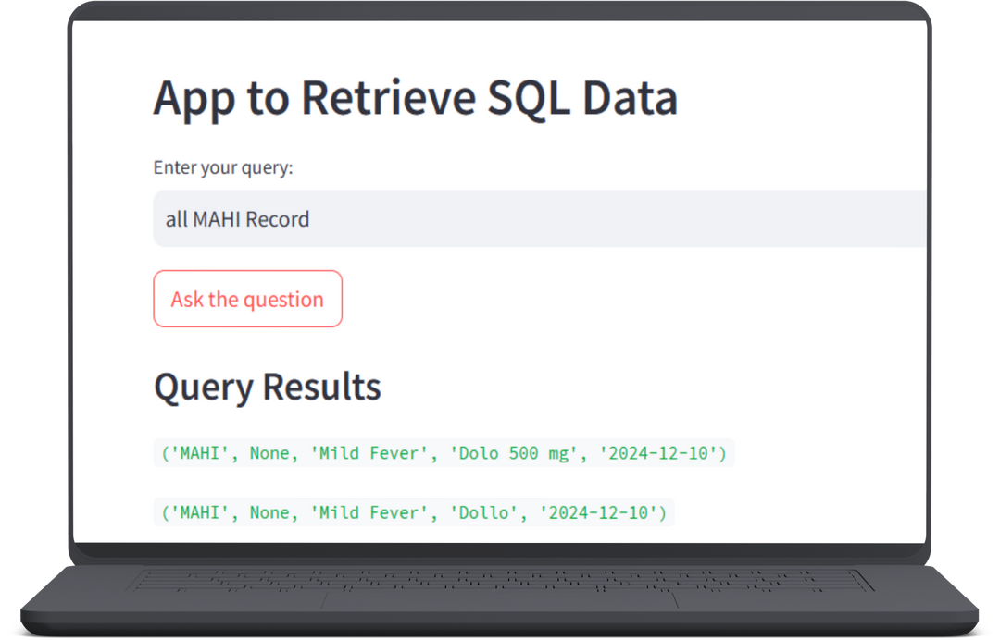 App to Retrieve SQL Data
Enter your query:
all MAHI Record
Ask the question
Query Results
('MAHI', None, 'Mild Fever', 'Dolo 500 mg', '2024-12-10')
('MAHI', None, 'Mild Fever', 'Dollo', '2024-12-10')